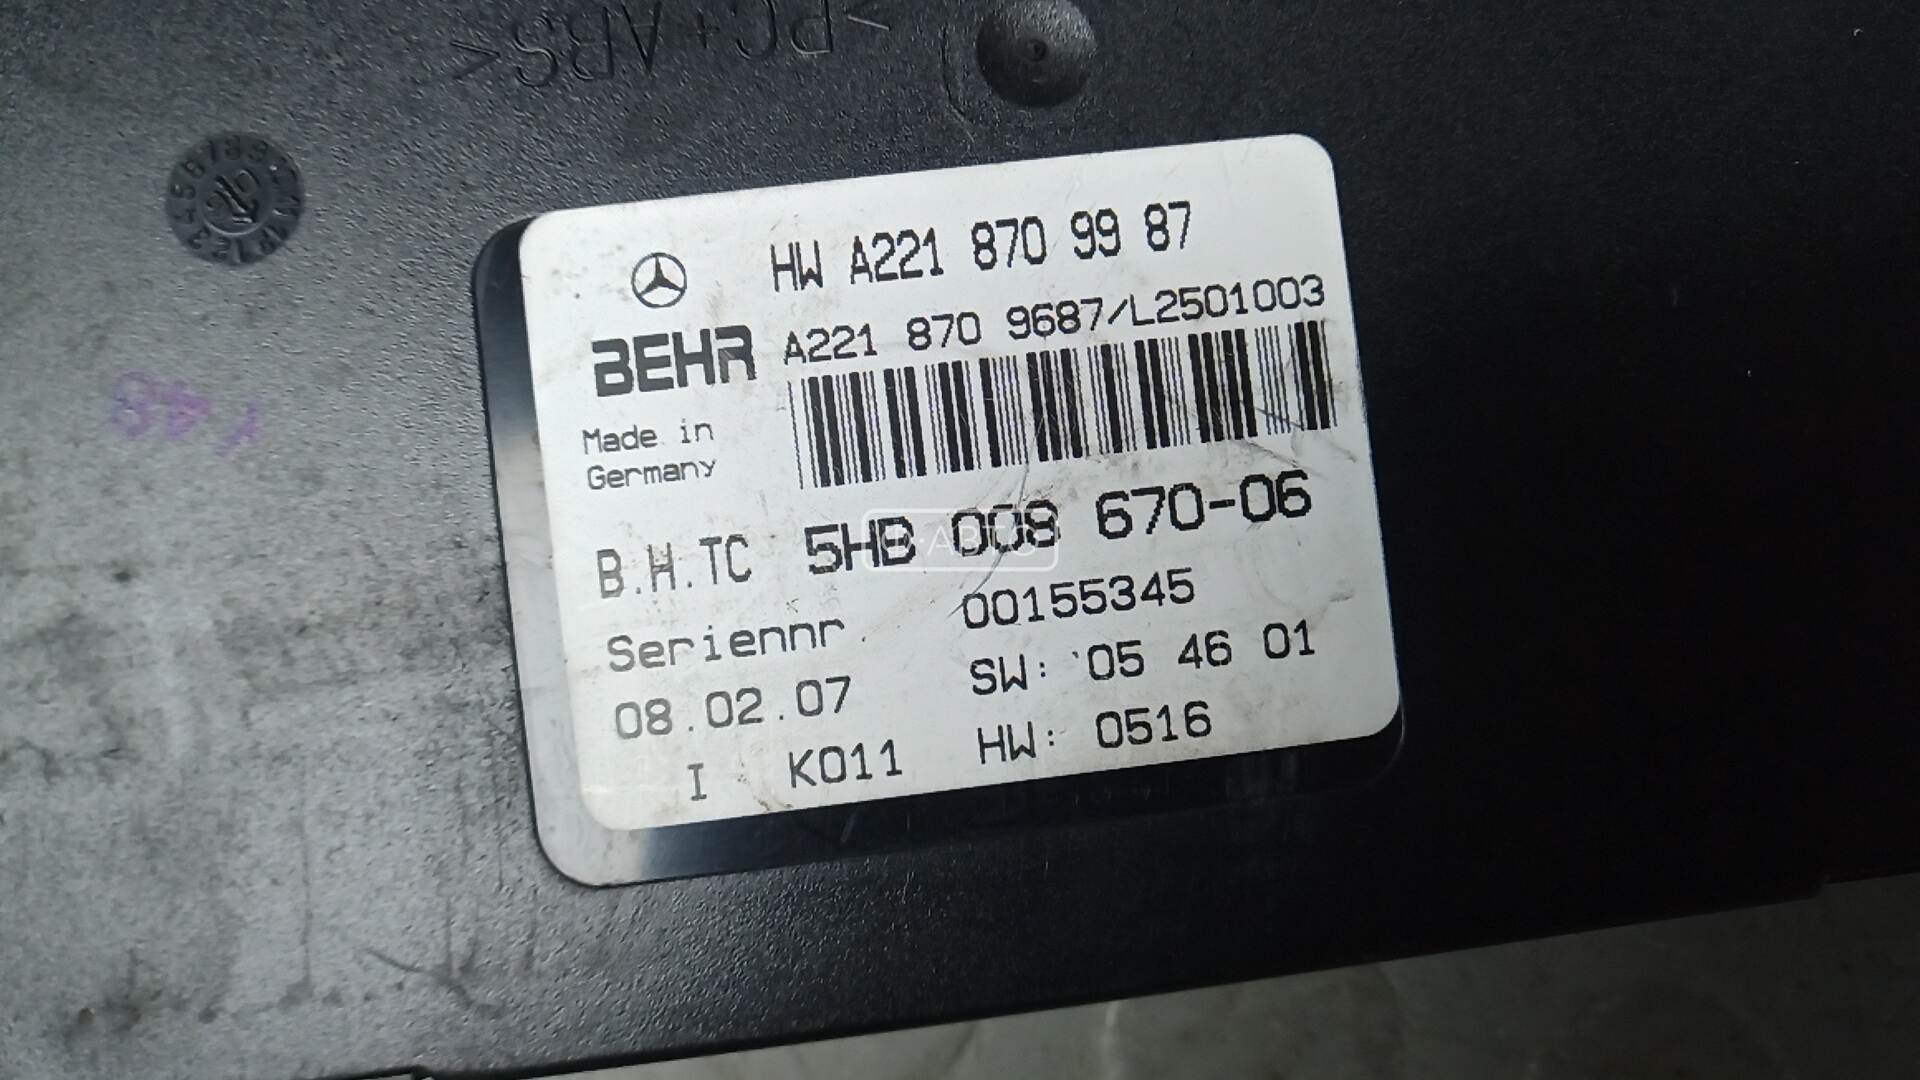 >PC+ABS<
HW A221 870 99 87
BEHR A221 870 9687/L2501003
Made in
Germany
B.H.TC 5HB 008 670-06
Seriennr. 00155345
08.02.07 SW: 05 46 01
I K011 HW: 0516